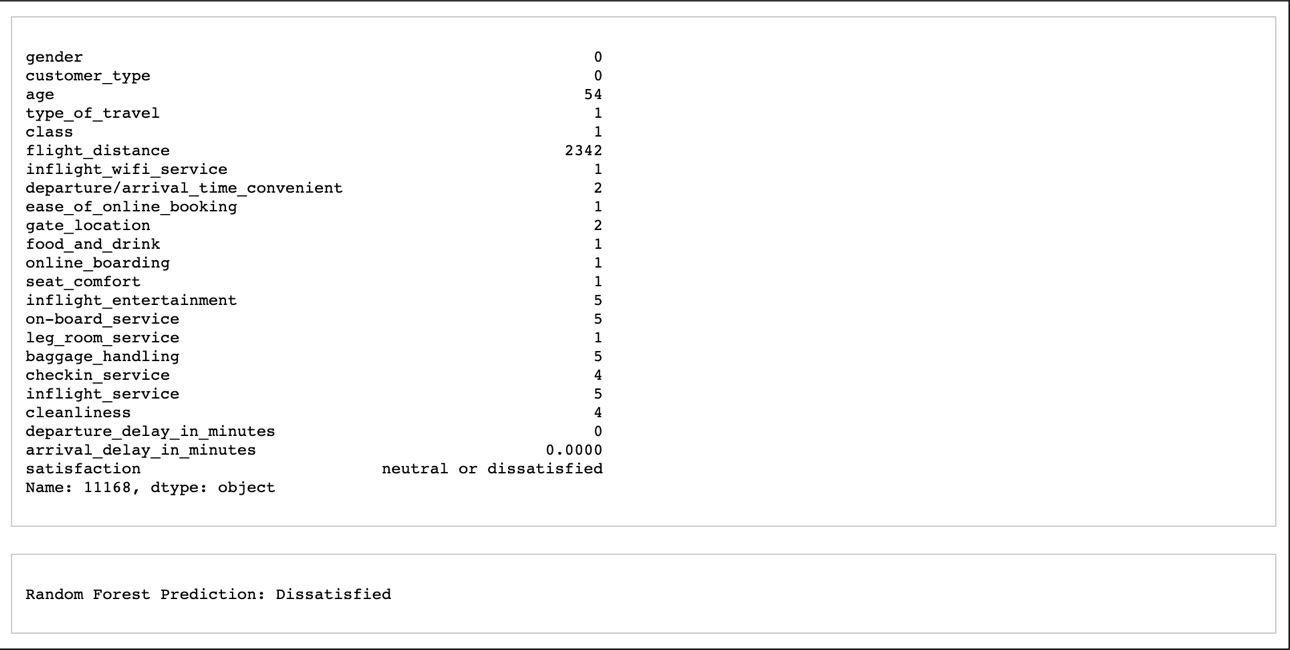 gender 0
customer_type 0
age 54
type_of_travel 1
class 1
flight_distance 2342
inflight_wifi_service 1
departure/arrival_time_convenient 2
ease_of_online_booking 1
gate_location 2
food_and_drink 1
online_boarding 1
seat_comfort 1
inflight_entertainment 5
on-board_service 5
leg_room_service 1
baggage_handling 5
checkin_service 4
inflight_service 5
cleanliness 4
departure_delay_in_minutes 0
arrival_delay_in_minutes 0.0000
satisfaction neutral or dissatisfied
Name: 11168, dtype: object
Random Forest Prediction: Dissatisfied